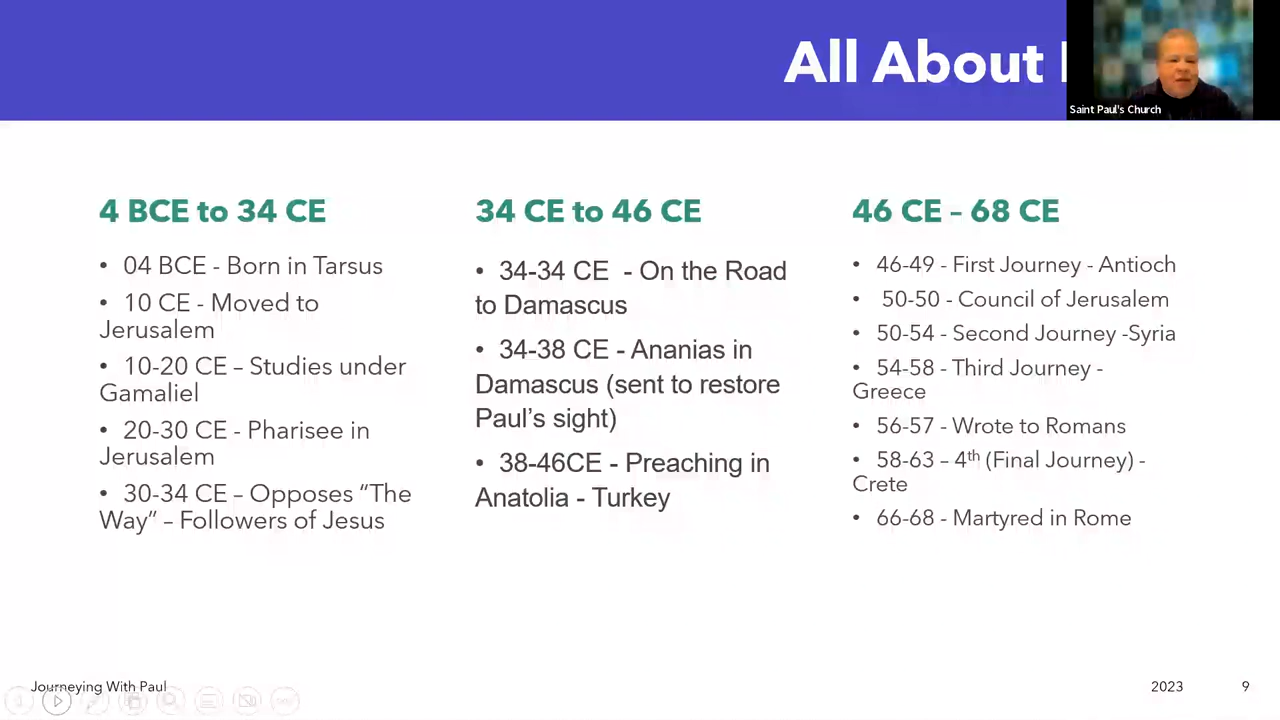 All About
Saint Paul's Church
4 BCE to 34 CE
• 04 BCE - Born in Tarsus
• 10 CE - Moved to
Jerusalem
• 10-20 CE – Studies under
Gamaliel
• 20-30 CE - Pharisee in
Jerusalem
• 30-34 CE – Opposes “The
Way” – Followers of Jesus
34 CE to 46 CE
• 34-34 CE - On the Road
to Damascus
• 34-38 CE - Ananias in
Damascus (sent to restore
Paul’s sight)
• 38-46CE - Preaching in
Anatolia - Turkey
46 CE – 68 CE
• 46-49 - First Journey - Antioch
• 50-50 - Council of Jerusalem
• 50-54 - Second Journey -Syria
• 54-58 - Third Journey -
Greece
• 56-57 - Wrote to Romans
• 58-63 – 4th (Final Journey) -
Crete
• 66-68 - Martyred in Rome
Journeying With Paul
2023
9